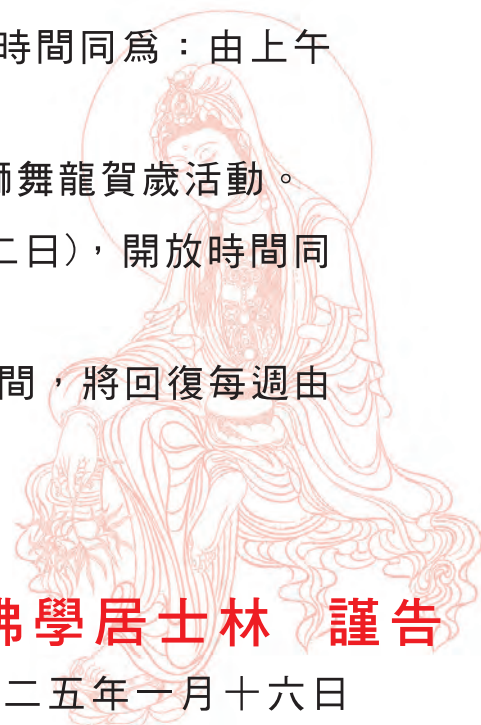 時間同爲：由上午
獅舞龍賀歲活動。
二日），開放時間同
間，將回復每週由
佛學居士林　謹告
二五年一月十六日